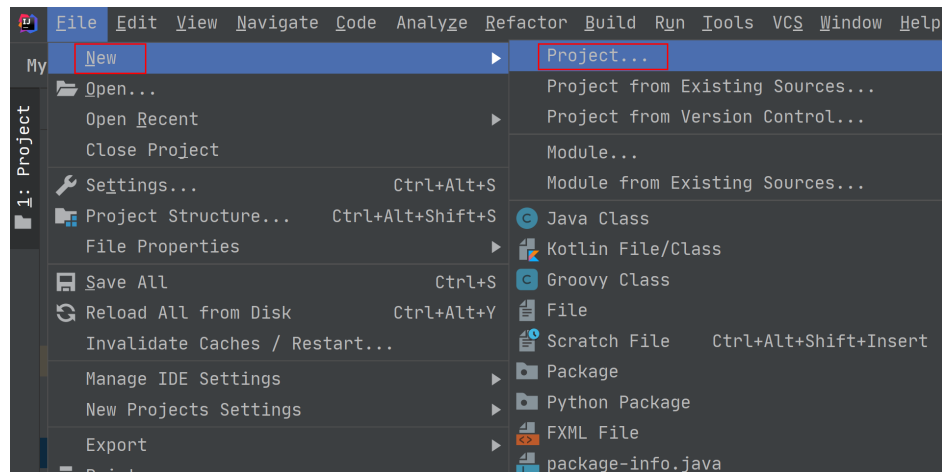 File Edit View Navigate Code Analyze Refactor Build Run Tools VCS Window Help
My
1: Project
New
Open...
Open Recent
Close Project
Settings... Ctrl+Alt+S
Project Structure... Ctrl+Alt+Shift+S
File Properties
Save All Ctrl+S
Reload All from Disk Ctrl+Alt+Y
Invalidate Caches / Restart...
Manage IDE Settings
New Projects Settings
Export
Project...
Project from Existing Sources...
Project from Version Control...
Module...
Module from Existing Sources...
Java Class
Kotlin File/Class
Groovy Class
File
Scratch File Ctrl+Alt+Shift+Insert
Package
Python Package
FXML File
package-info.java